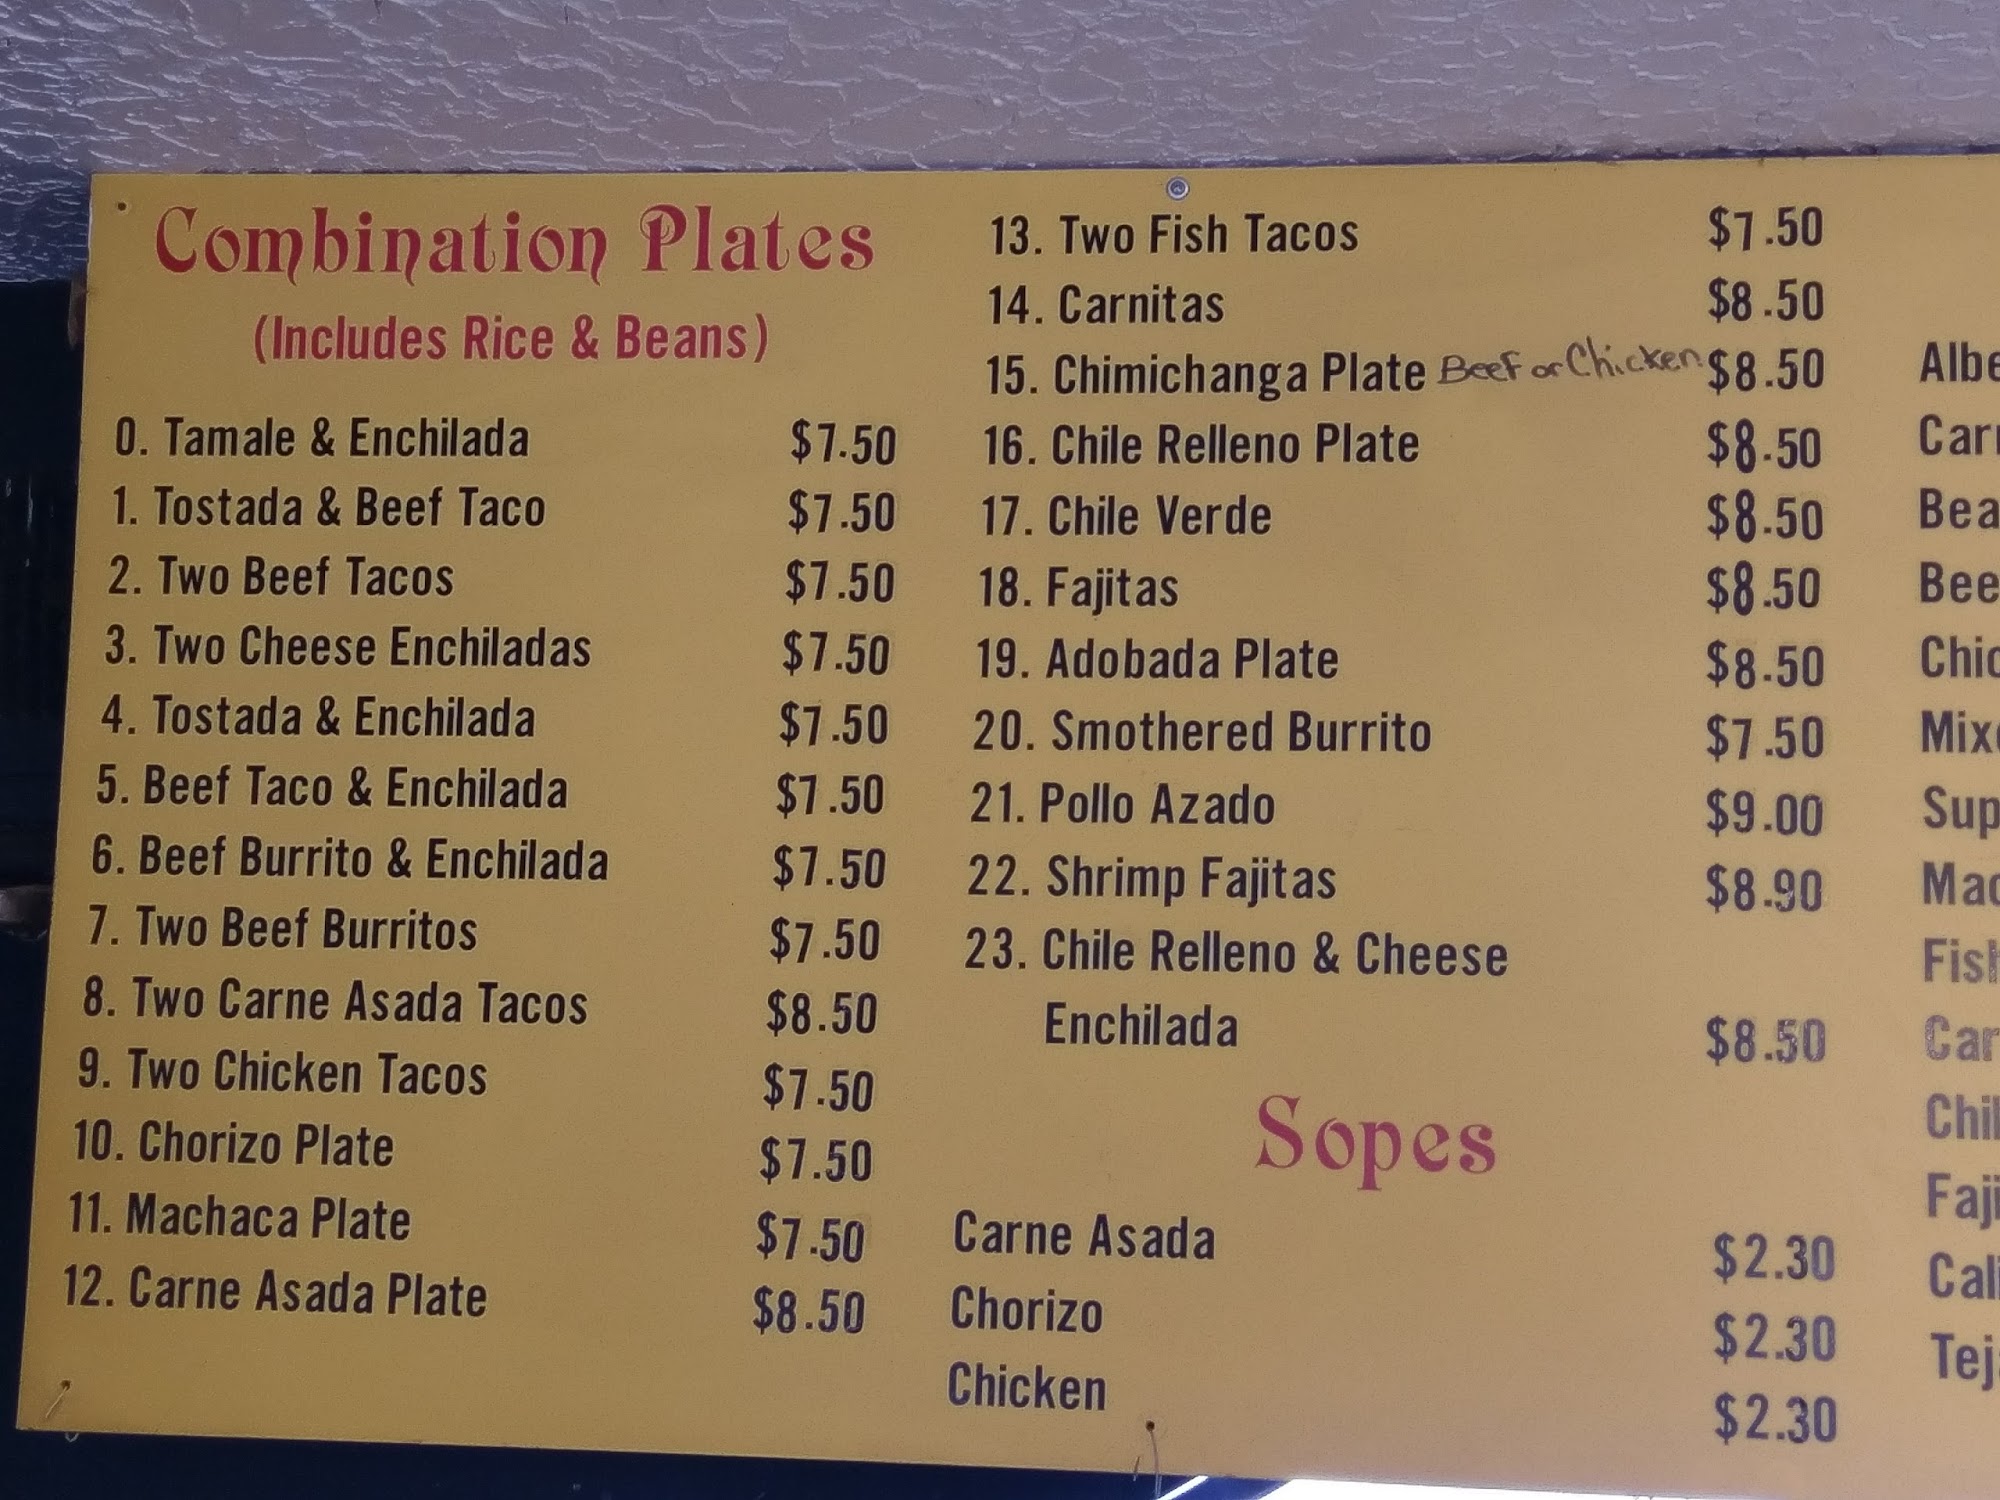 Combination Plates
(Includes Rice & Beans)
0. Tamale & Enchilada $7.50
1. Tostada & Beef Taco $7.50
2. Two Beef Tacos $7.50
3. Two Cheese Enchiladas $7.50
4. Tostada & Enchilada $7.50
5. Beef Taco & Enchilada $7.50
6. Beef Burrito & Enchilada $7.50
7. Two Beef Burritos $7.50
8. Two Carne Asada Tacos $8.50
9. Two Chicken Tacos $7.50
10. Chorizo Plate $7.50
11. Machaca Plate $7.50
12. Carne Asada Plate $8.50
13. Two Fish Tacos $7.50
14. Carnitas $8.50
15. Chimichanga Plate Beef or Chicken $8.50
16. Chile Relleno Plate $8.50
17. Chile Verde $8.50
18. Fajitas $8.50
19. Adobada Plate $8.50
20. Smothered Burrito $7.50
21. Pollo Azado $9.00
22. Shrimp Fajitas $8.90
23. Chile Relleno & Cheese
Enchilada $8.50
Sopes
Carne Asada $2.30
Chorizo $2.30
Chicken $2.30